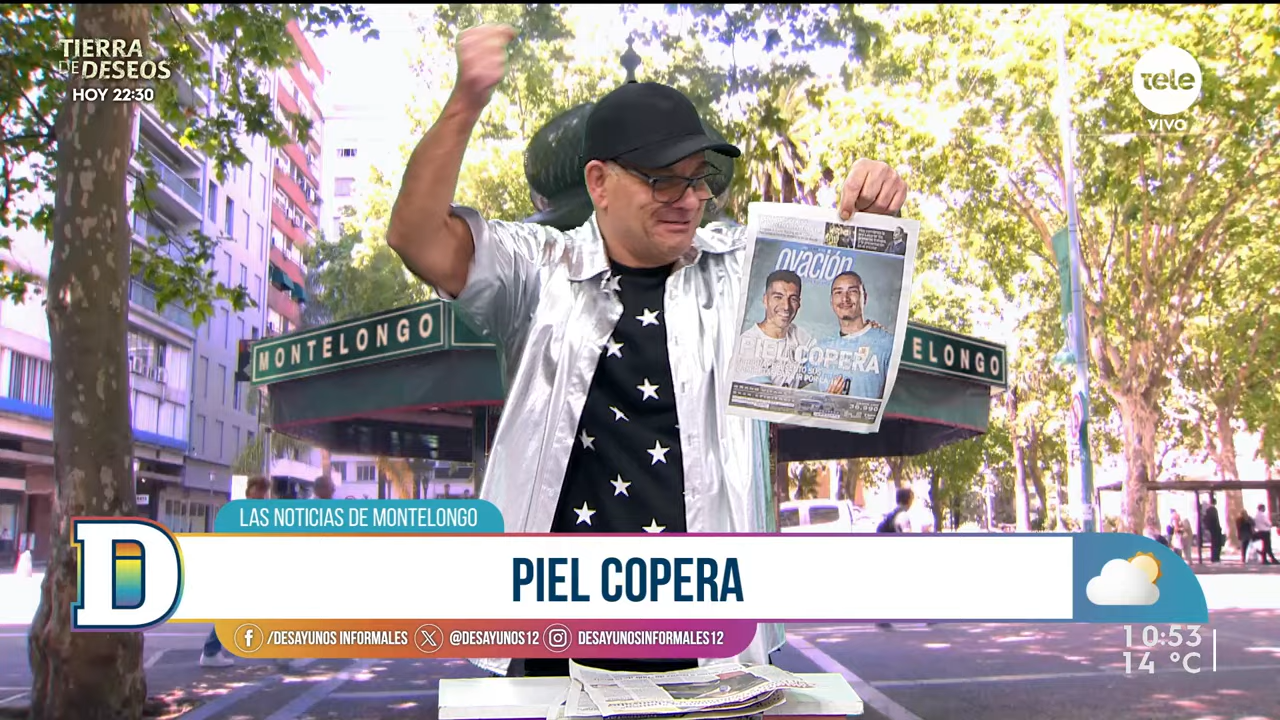 TIERRA
DE DESEOS
HOY 22:30
tele
VIVO
MONTELONGO
ELONGO
ovación
PIEL COPERA
LAS NOTICIAS DE MONTELONGO
D
PIEL COPERA
/DESAYUNOS INFORMALES @DESAYUNOS12 DESAYUNOSINFORMALES12
10:53
14 °C